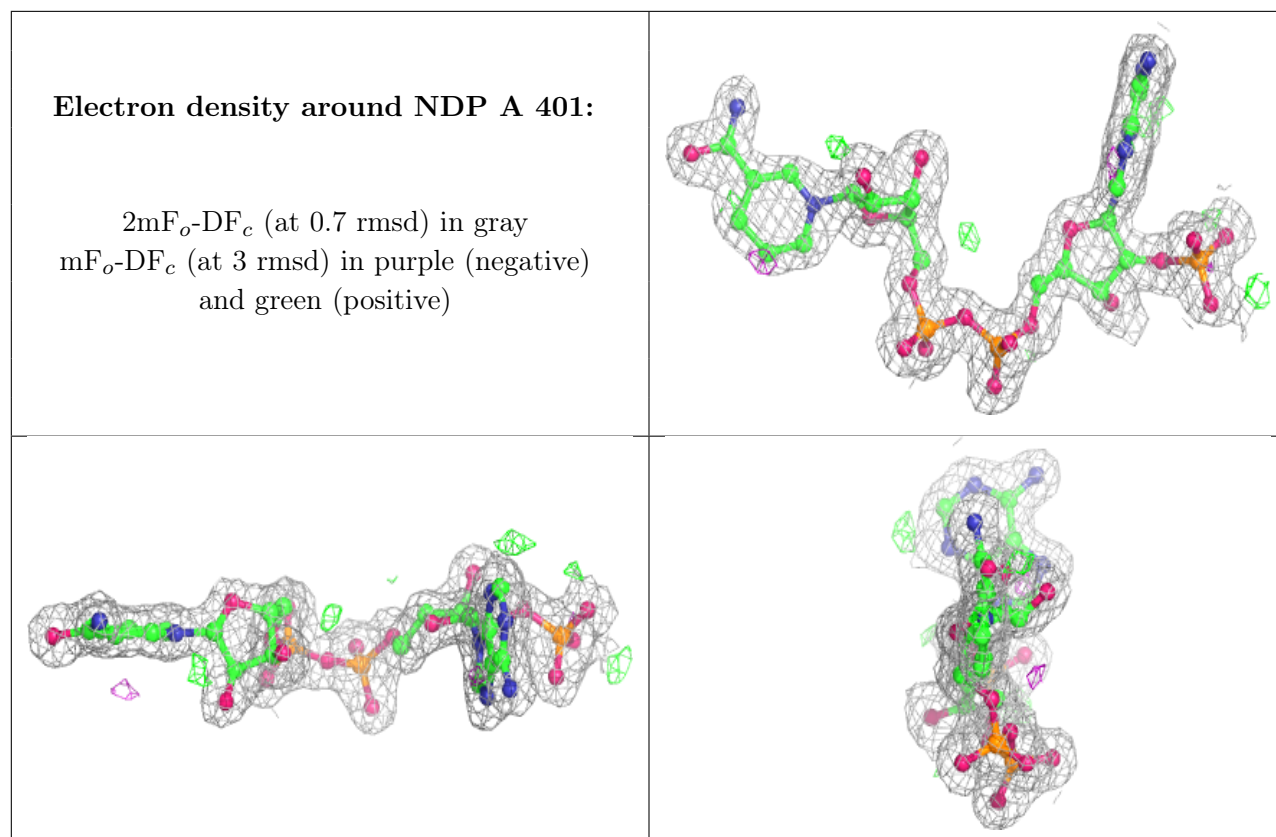 Electron density around NDP A 401:
2mFₒ-DF𝒸 (at 0.7 rmsd) in gray
mFₒ-DF𝒸 (at 3 rmsd) in purple (negative)
and green (positive)